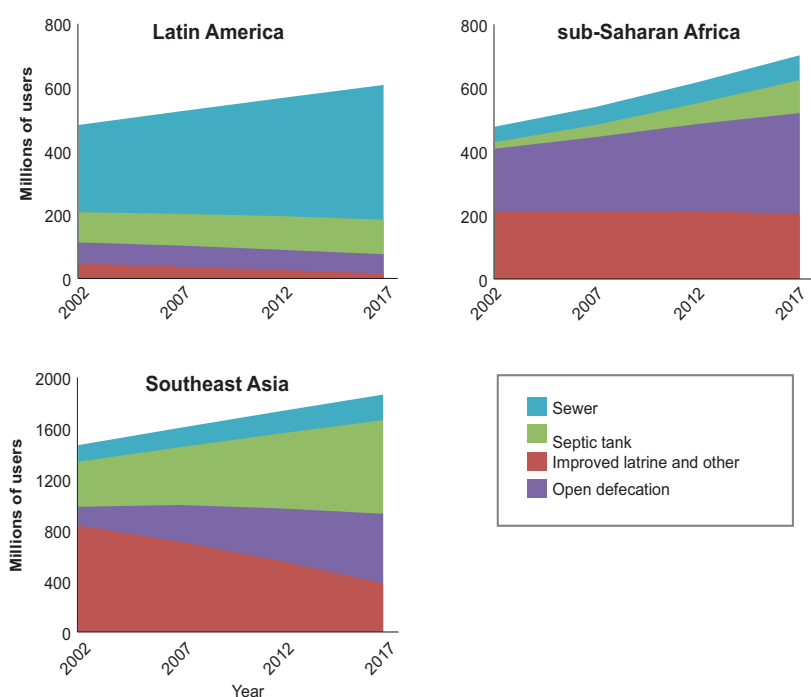 Latin America
Millions of users
800
600
400
200
0
2002
2007
2012
2017
sub-Saharan Africa
800
600
400
200
0
2002
2007
2012
2017
Southeast Asia
Millions of users
2000
1600
1200
800
400
0
2002
2007
2012
2017
Year
Sewer
Septic tank
Improved latrine and other
Open defecation